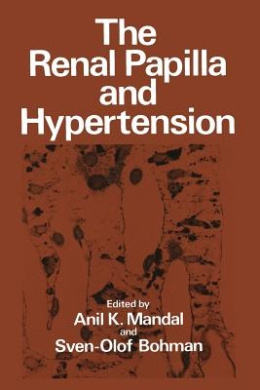 The
Renal Papilla
and
Hypertension
Edited by
Anil K. Mandal
and
Sven-Olof Bohman